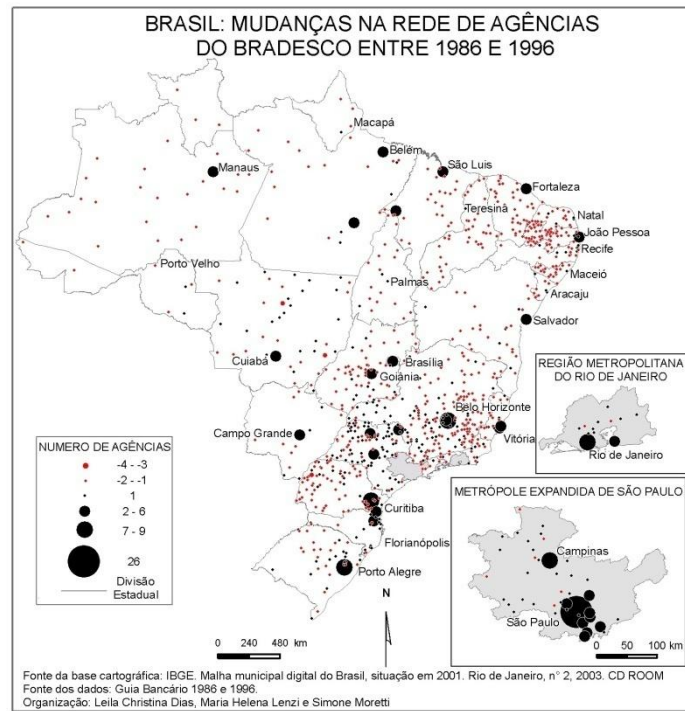 BRASIL: MUDANÇAS NA REDE DE AGÊNCIAS
DO BRADESCO ENTRE 1986 E 1996
Macapá
Belém
Manaus
São Luis
Fortaleza
Teresina
Natal
João Pessoa
Recife
Porto Velho
Maceió
Palmas
Aracaju
Salvador
Cuiabá
Brasília
Goiânia
REGIÃO METROPOLITANA
DO RIO DE JANEIRO
Rio de Janeiro
Belo Horizonte
Campo Grande
Vitória
NUMERO DE AGÊNCIAS
-4 - -3
-2 - -1
1
2 - 6
7 - 9
26
Divisão
Estadual
METRÓPOLE EXPANDIDA DE SÃO PAULO
Campinas
São Paulo
Curitiba
Florianópolis
Porto Alegre
N
0 240 480 km
0 50 100 km
Fonte da base cartográfica: IBGE. Malha municipal digital do Brasil, situação em 2001. Rio de Janeiro, n° 2, 2003. CD ROOM
Fonte dos dados: Guia Bancário 1986 e 1996.
Organização: Leila Christina Dias, Maria Helena Lenzi e Simone Moretti